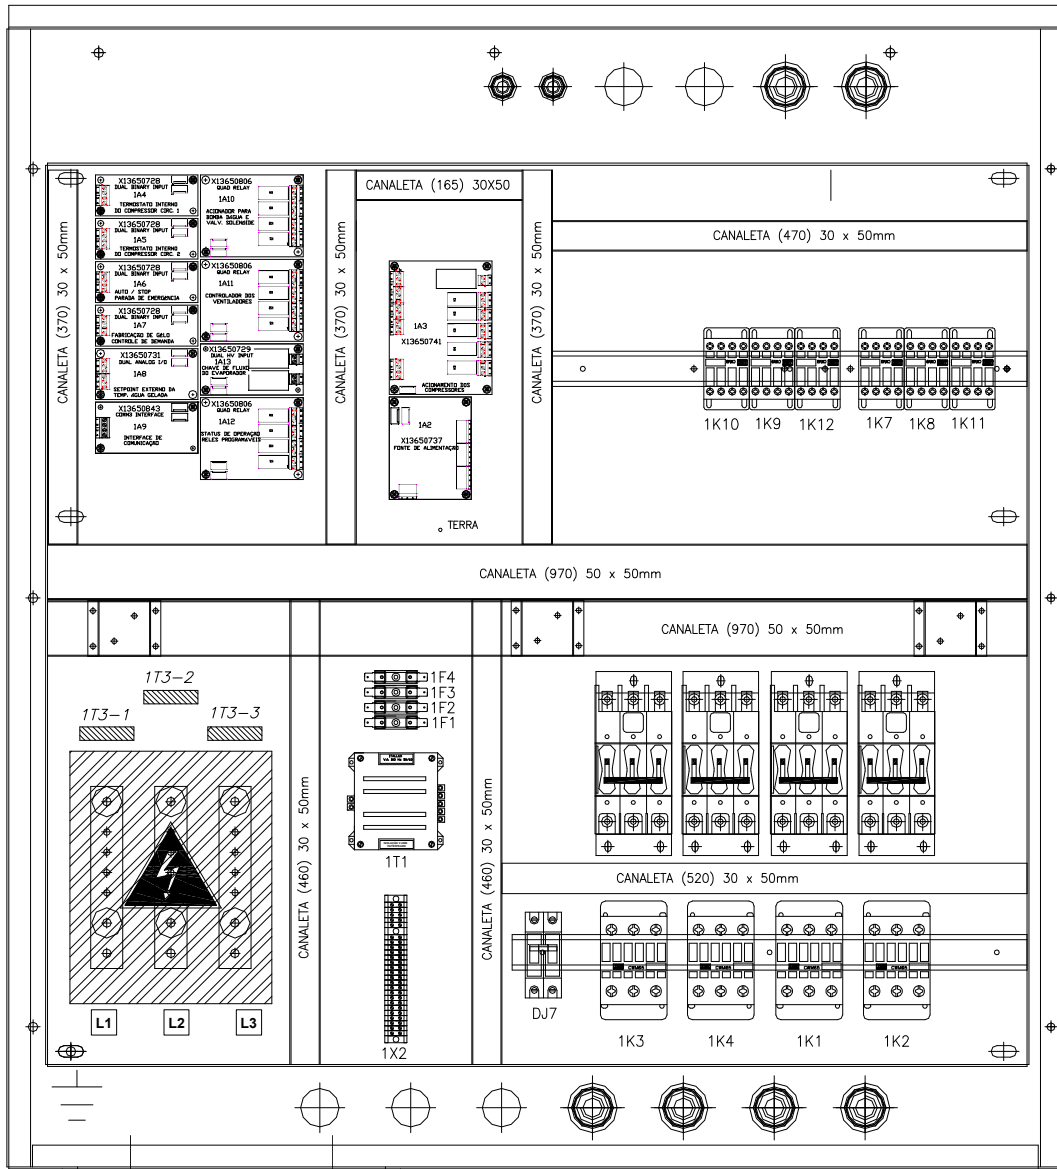 CANALETA (370) 30 x 50mm
X13650728
DUAL BINARY INPUT
1A4
TERMOSTATO INTERNO
DO COMPRESSOR CIRC. 1
X13650728
DUAL BINARY INPUT
1A5
TERMOSTATO INTERNO
DO COMPRESSOR CIRC. 2
X13650728
DUAL BINARY INPUT
1A6
AUTO / STOP
PARADA DE EMERGENCIA
X13650728
DUAL BINARY INPUT
1A7
FABRICAÇÃO DE GELO
CONTROLE DE DEMANDA
X13650731
DUAL ANALOG I/O
1A8
SETPOINT EXTERNO DA
TEMP. AGUA GELADA
X13650843
COMM3 INTERFACE
1A9
INTERFACE DE
COMUNICAÇÃO
X13650806
QUAD RELAY
1A10
ACIONADOR PARA
BOMBA DAGUA E
VALV. SOLENOIDE
X13650806
QUAD RELAY
1A11
CONTROLADOR DOS
VENTILADORES
X13650729
DUAL HV INPUT
1A13
CHAVE DE FLUXO
DO EVAPORADOR
X13650806
QUAD RELAY
1A12
STATUS DE OPERAÇÃO
RELES PROGRAMAVEIS
CANALETA (370) 30 x 50mm
CANALETA (165) 30X50
1A3
X13650741
ACIONAMENTO DOS
COMPRESSORES
1A2
X13650737
FONTE DE ALIMENTAÇÃO
TERRA
CANALETA (370) 30 x 50mm
CANALETA (470) 30 x 50mm
1K10
1K9
1K12
1K7
1K8
1K11
CANALETA (970) 50 x 50mm
CANALETA (970) 50 x 50mm
1T3-2
1T3-1
1T3-3
L1
L2
L3
CANALETA (460) 30 x 50mm
1F4
1F3
1F2
1F1
1T1
1X2
CANALETA (460) 30 x 50mm
CANALETA (520) 30 x 50mm
DJ7
1K3
1K4
1K1
1K2